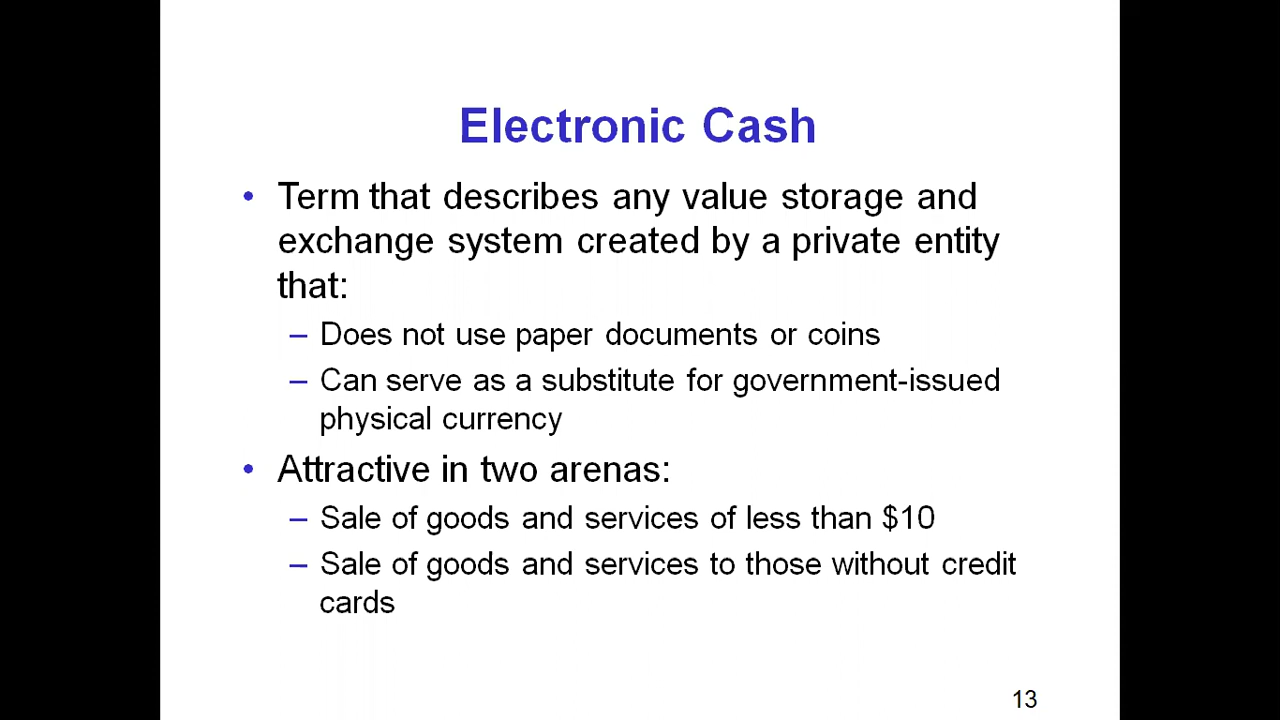 Electronic Cash
• Term that describes any value storage and
exchange system created by a private entity
that:
– Does not use paper documents or coins
– Can serve as a substitute for government-issued
physical currency
• Attractive in two arenas:
– Sale of goods and services of less than $10
– Sale of goods and services to those without credit
cards
13